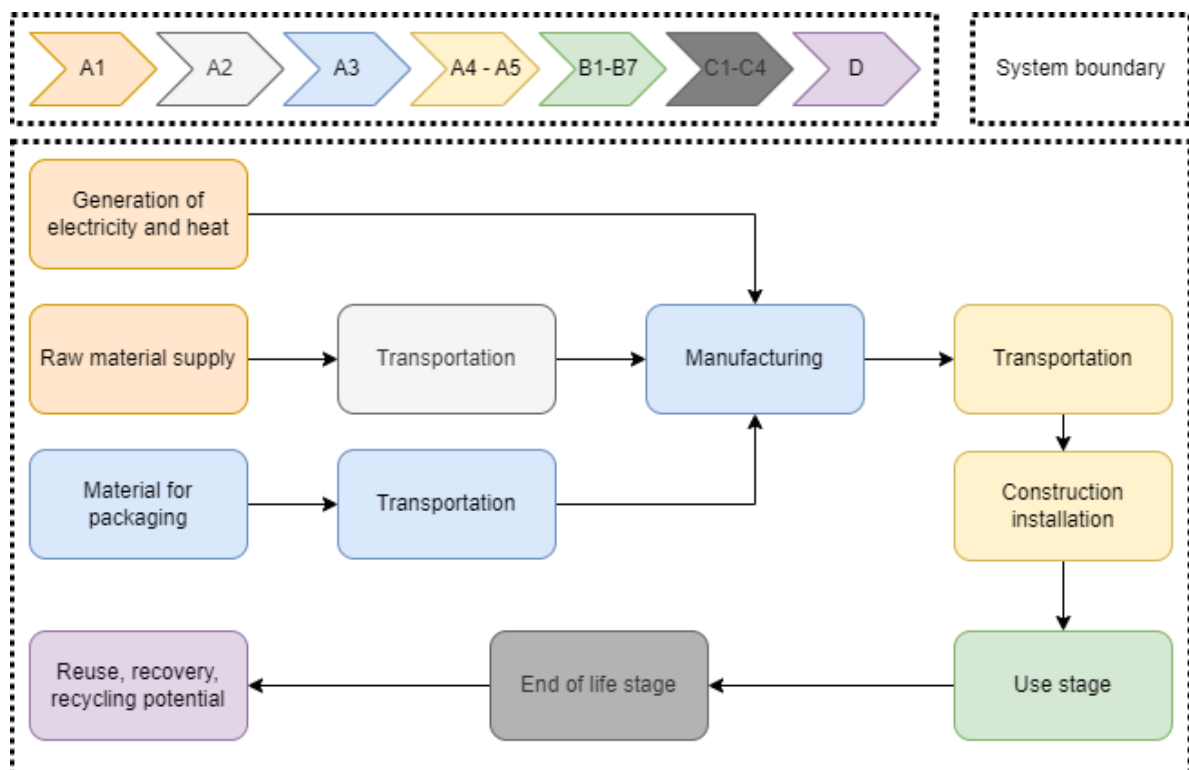 A1
A2
A3
A4 - A5
B1-B7
C1-C4
D
System boundary
Generation of
electricity and heat
Raw material supply
Transportation
Manufacturing
Transportation
Material for
packaging
Transportation
Construction
installation
Reuse, recovery,
recycling potential
End of life stage
Use stage